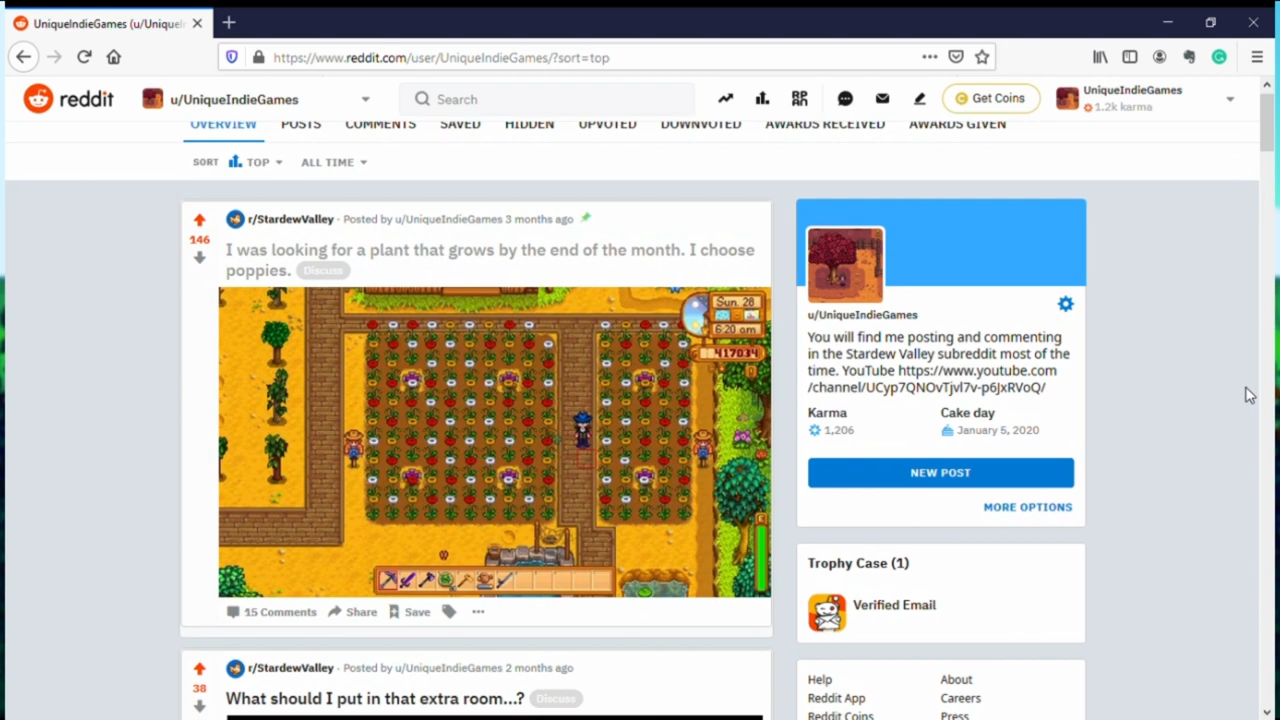 UniqueIndieGames (u/UniqueI
https://www.reddit.com/user/UniqueIndieGames/?sort=top
reddit
u/UniqueIndieGames
Search
Get Coins
UniqueIndieGames
1.2k karma
OVERVIEW POSTS COMMENTS SAVED HIDDEN UPVOTED DOWNVOTED AWARDS RECEIVED AWARDS GIVEN
SORT TOP ALL TIME
146
r/StardewValley · Posted by u/UniqueIndieGames 3 months ago
I was looking for a plant that grows by the end of the month. I choose
poppies. Discuss
Sun. 28
6:20 am
417034
15 Comments Share Save
38
r/StardewValley · Posted by u/UniqueIndieGames 2 months ago
What should I put in that extra room...? Discuss
u/UniqueIndieGames
You will find me posting and commenting
in the Stardew Valley subreddit most of the
time. YouTube https://www.youtube.com
/channel/UCyp7QNOvTjvl7v-p6JxRVoQ/
Karma Cake day
1,206 January 5, 2020
NEW POST
MORE OPTIONS
Trophy Case (1)
Verified Email
Help About
Reddit App Careers
Reddit Coins Press